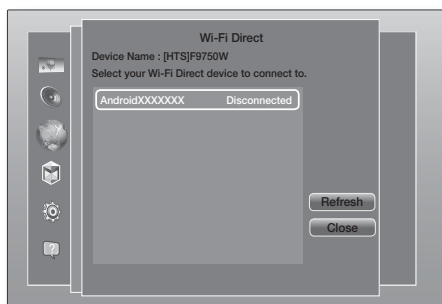 Wi-Fi Direct
Device Name : [HTS]F9750W
Select your Wi-Fi Direct device to connect to.
AndroidXXXXXXX Disconnected
Refresh
Close
?